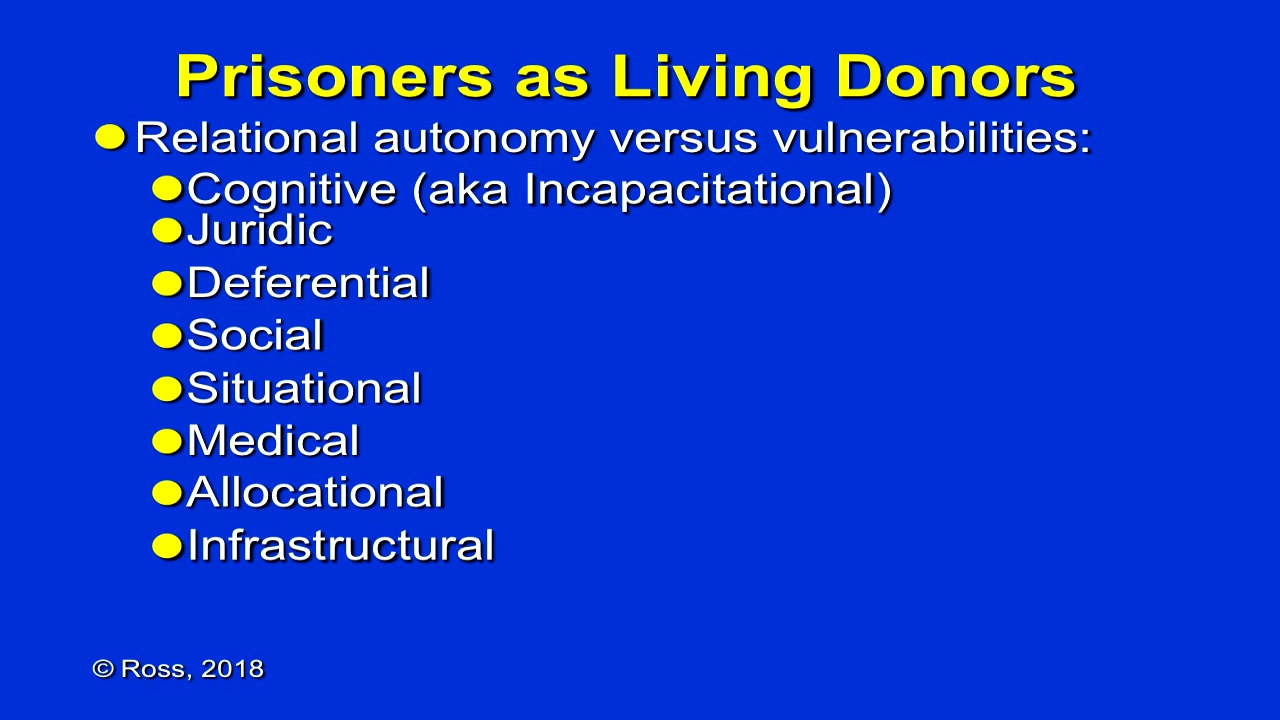 Prisoners as Living Donors
Relational autonomy versus vulnerabilities:
Cognitive (aka Incapacitational)
Juridic
Deferential
Social
Situational
Medical
Allocational
Infrastructural
© Ross, 2018